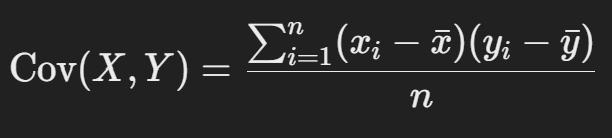 Cov(X, Y) = \frac{\sum_{i=1}^{n}(x_i - \bar{x})(y_i - \bar{y})}{n}